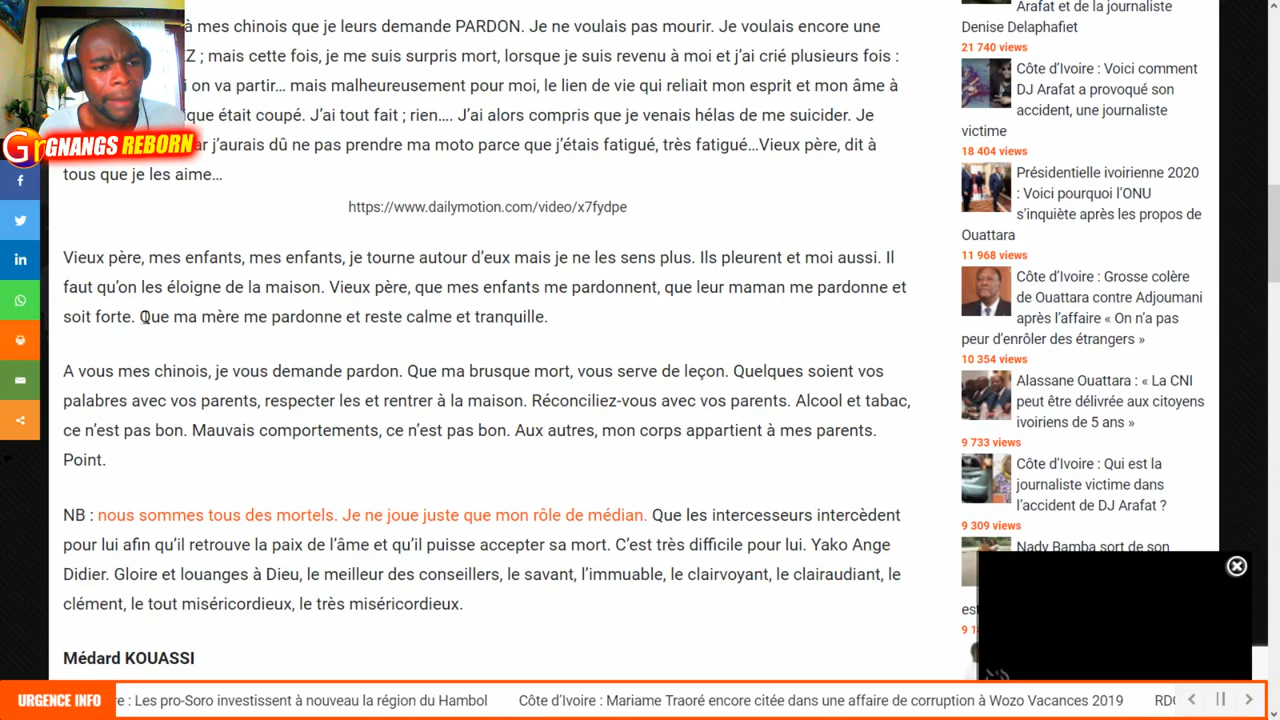 à mes chinois que je leurs demande PARDON. Je ne voulais pas mourir. Je voulais encore une
Z ; mais cette fois, je me suis surpris mort, lorsque je suis revenu à moi et j'ai crié plusieurs fois :
i on va partir... mais malheureusement pour moi, le lien de vie qui reliait mon esprit et mon âme à
que était coupé. J'ai tout fait ; rien.... J'ai alors compris que je venais hélas de me suicider. Je
j'aurais dû ne pas prendre ma moto parce que j'étais fatigué, très fatigué...Vieux père, dit à
tous que je les aime...
https://www.dailymotion.com/video/x7fydpe
Vieux père, mes enfants, mes enfants, je tourne autour d'eux mais je ne les sens plus. Ils pleurent et moi aussi. Il
faut qu'on les éloigne de la maison. Vieux père, que mes enfants me pardonnent, que leur maman me pardonne et
soit forte. Que ma mère me pardonne et reste calme et tranquille.
A vous mes chinois, je vous demande pardon. Que ma brusque mort, vous serve de leçon. Quelques soient vos
palabres avec vos parents, respecter les et rentrer à la maison. Réconciliez-vous avec vos parents. Alcool et tabac,
ce n'est pas bon. Mauvais comportements, ce n'est pas bon. Aux autres, mon corps appartient à mes parents.
Point.
NB : nous sommes tous des mortels. Je ne joue juste que mon rôle de médian. Que les intercesseurs intercèdent
pour lui afin qu'il retrouve la paix de l'âme et qu'il puisse accepter sa mort. C'est très difficile pour lui. Yako Ange
Didier. Gloire et louanges à Dieu, le meilleur des conseillers, le savant, l'immuable, le clairvoyant, le clairaudiant, le
clément, le tout miséricordieux, le très miséricordieux.
Médard KOUASSI
Gr GNANGS REBORN
Arafat et de la journaliste
Denise Delaphafiet
21 740 views
Côte d'Ivoire : Voici comment
DJ Arafat a provoqué son
accident, une journaliste
victime
18 404 views
Présidentielle ivoirienne 2020
: Voici pourquoi l'ONU
s'inquiète après les propos de
Ouattara
11 968 views
Côte d'Ivoire : Grosse colère
de Ouattara contre Adjoumani
après l'affaire « On n'a pas
peur d'enrôler des étrangers »
10 354 views
Alassane Ouattara : « La CNI
peut être délivrée aux citoyens
ivoiriens de 5 ans »
9 733 views
Côte d'Ivoire : Qui est la
journaliste victime dans
l'accident de DJ Arafat ?
9 309 views
Nady Bamba sort de son
es
URGENCE INFO
re : Les pro-Soro investissent à nouveau la région du Hambol
Côte d'Ivoire : Mariame Traoré encore citée dans une affaire de corruption à Wozo Vacances 2019
RDC